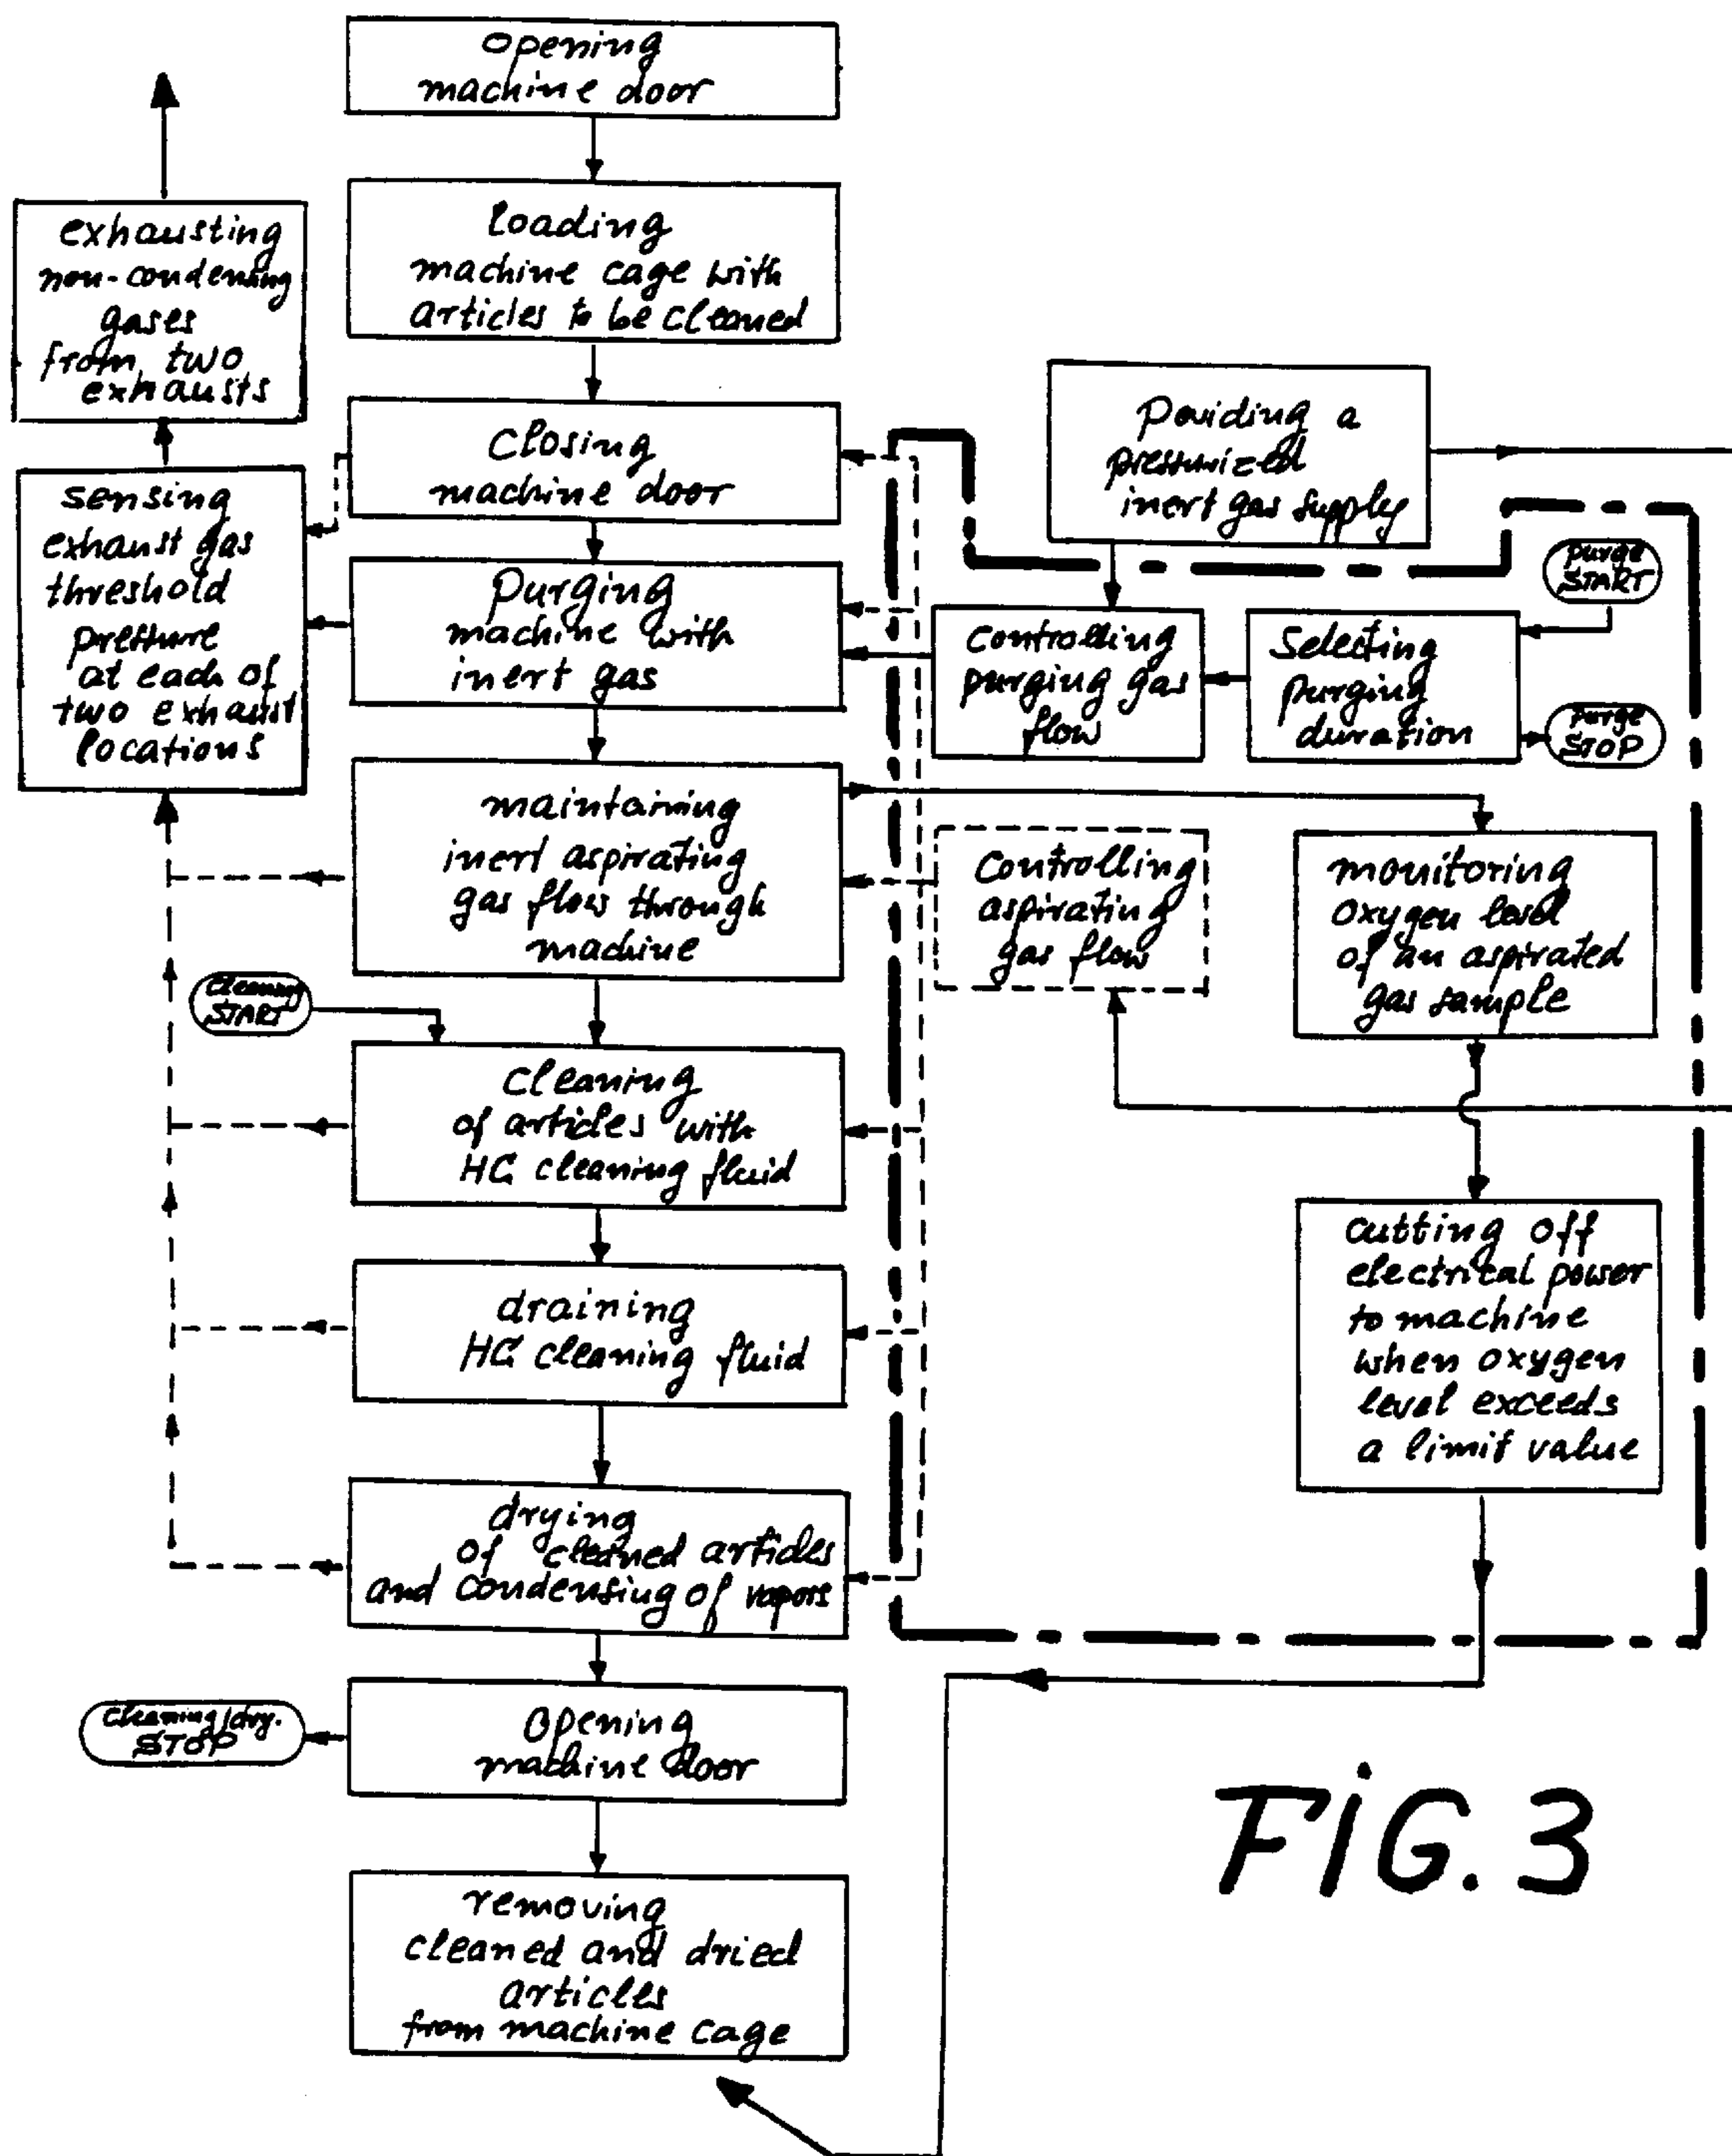 opening
machine door
loading
machine cage with
articles to be cleaned
exhausting
non-condening
gases
from two
exhausts
closing
machine door
Poviding a
pressurized
inert gas supply
sensing
exhaust gas
threshold
pressure
at each of
two exhaust
locations
purge
START
Purging
machine with
inert gas
Controlling
purging gas
flow
Selecting
purging
duration
purge
STOP
maintaining
inert aspirating
gas flow through
machine
Controlling
aspirating
gas flow
monitoring
oxygen level
of an aspirated
gas sample
Cleaning
START
Cleaning
of articles with
HC cleaning fluid
cutting off
electrical power
to machine
when oxygen
level exceeds
a limit value
draining
HC cleaning fluid
drying
of cleaned articles
and condensing of vapors
opening
machine door
Cleaning/dry.
STOP
removing
cleaned and dried
articles
from machine cage
FIG. 3